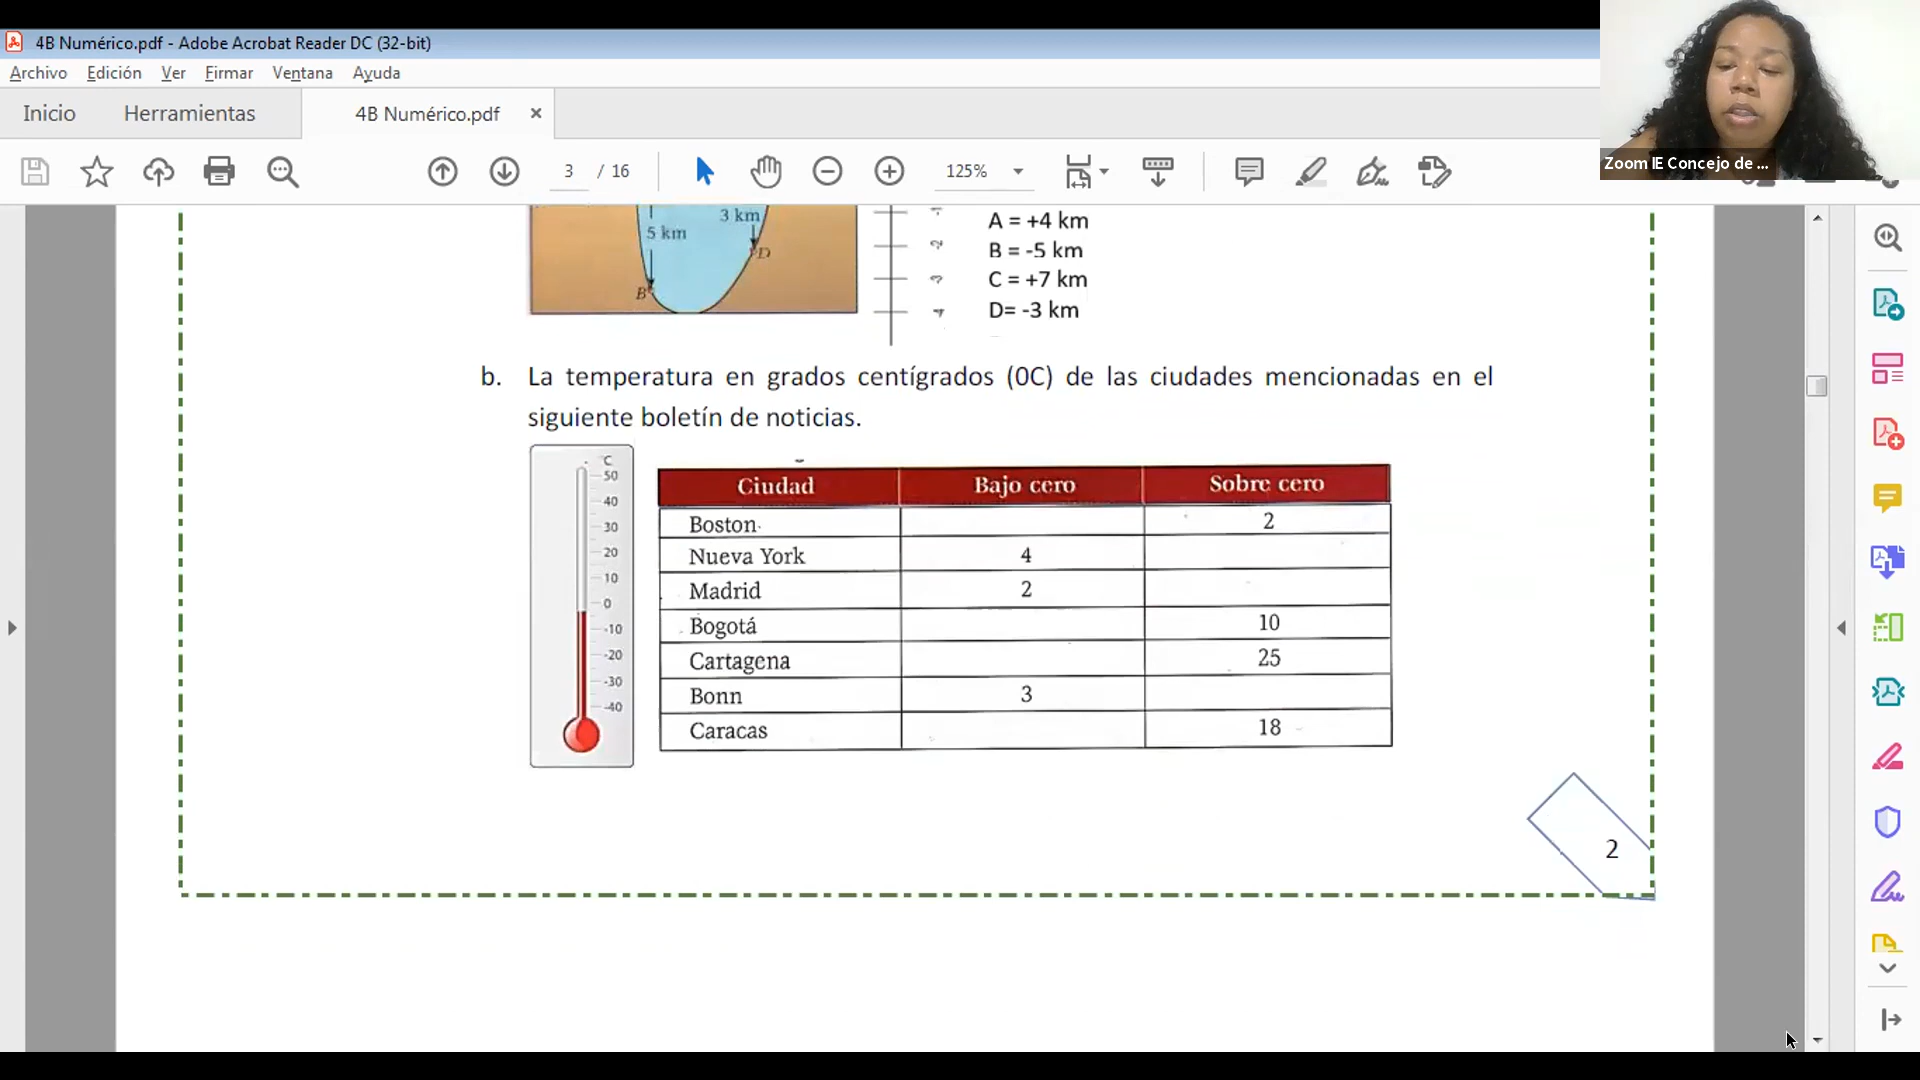 4B Numérico.pdf - Adobe Acrobat Reader DC (32-bit)
Archivo Edición Ver Firmar Ventana Ayuda
Inicio Herramientas 4B Numérico.pdf ×
3 / 16 125%
Zoom IE Concejo de ...
3 km
5 km
D
B
1
2
3
4
A = +4 km
B = -5 km
C = +7 km
D= -3 km
b. La temperatura en grados centígrados (0C) de las ciudades mencionadas en el
siguiente boletín de noticias.
°C
50
40
30
20
10
0
-10
-20
-30
-40
Ciudad Bajo cero Sobre cero
Boston 2
Nueva York 4
Madrid 2
Bogotá 10
Cartagena 25
Bonn 3
Caracas 18
2